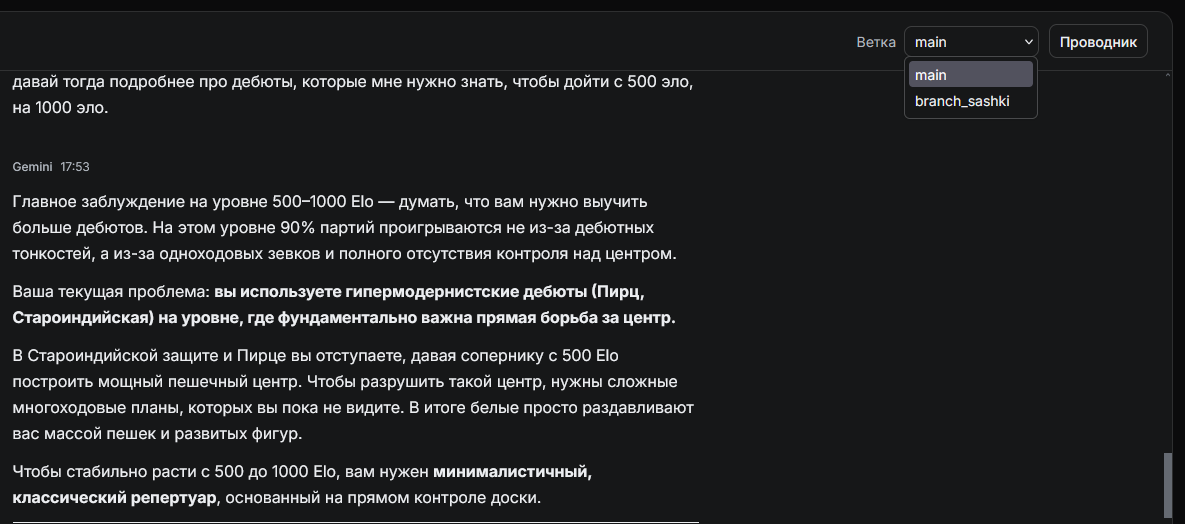 Ветка main Проводник
main
branch_sashki
давай тогда подробнее про дебюты, которые мне нужно знать, чтобы дойти с 500 эло,
на 1000 эло.
Gemini 17:53
Главное заблуждение на уровне 500–1000 Elo — думать, что вам нужно выучить
больше дебютов. На этом уровне 90% партий проигрываются не из-за дебютных
тонкостей, а из-за одноходовых зевков и полного отсутствия контроля над центром.
Ваша текущая проблема: вы используете гипермодернистские дебюты (Пирц,
Староиндийская) на уровне, где фундаментально важна прямая борьба за центр.
В Староиндийской защите и Пирце вы отступаете, давая сопернику с 500 Elo
построить мощный пешечный центр. Чтобы разрушить такой центр, нужны сложные
многоходовые планы, которых вы пока не видите. В итоге белые просто раздавливают
вас массой пешек и развитых фигур.
Чтобы стабильно расти с 500 до 1000 Elo, вам нужен минималистичный,
классический репертуар, основанный на прямом контроле доски.